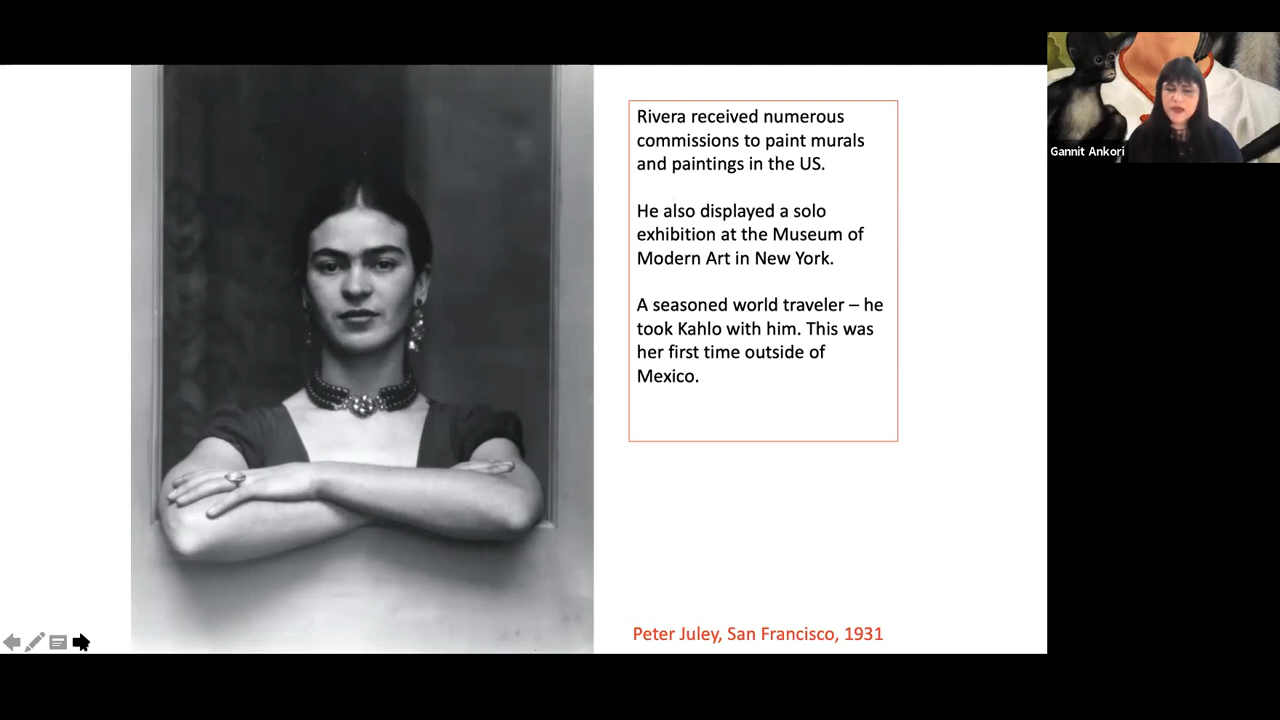 Rivera received numerous
commissions to paint murals
and paintings in the US.
He also displayed a solo
exhibition at the Museum of
Modern Art in New York.
A seasoned world traveler – he
took Kahlo with him. This was
her first time outside of
Mexico.
Peter Juley, San Francisco, 1931
Gannit Ankori